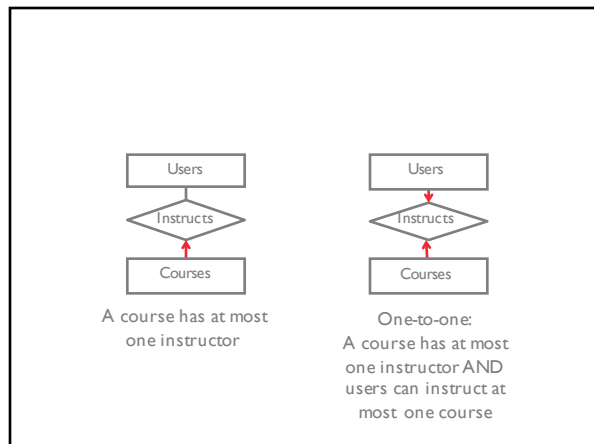 Users
Instructs
Courses
A course has at most
one instructor
Users
Instructs
Courses
One-to-one:
A course has at most
one instructor AND
users can instruct at
most one course